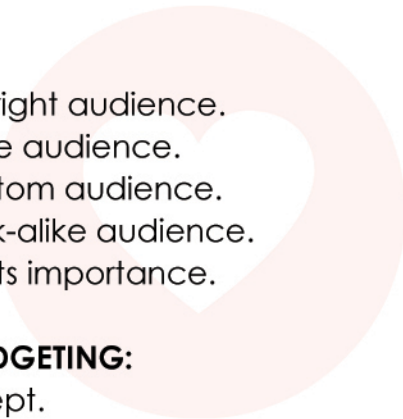 ight audience.
e audience.
tom audience.
k-alike audience.
ts importance.
DGETING:
ept.